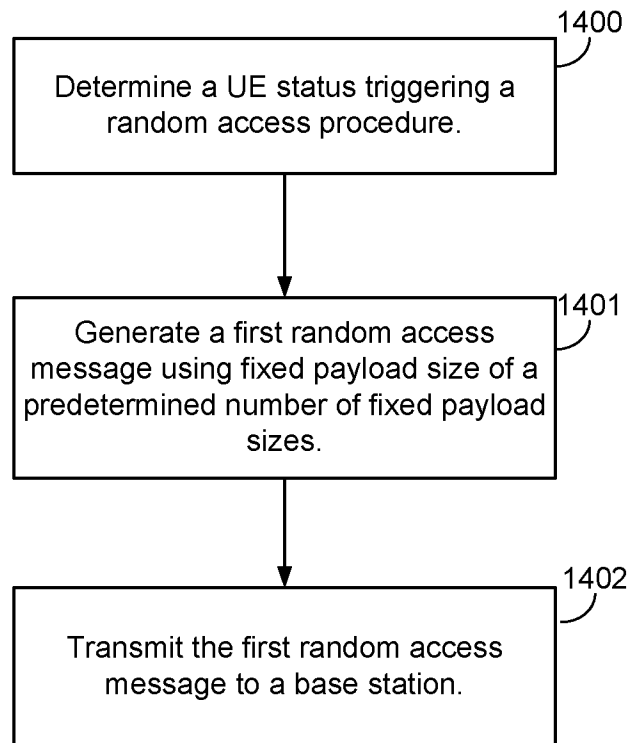 1400
Determine a UE status triggering a
random access procedure.
1401
Generate a first random access
message using fixed payload size of a
predetermined number of fixed payload
sizes.
1402
Transmit the first random access
message to a base station.